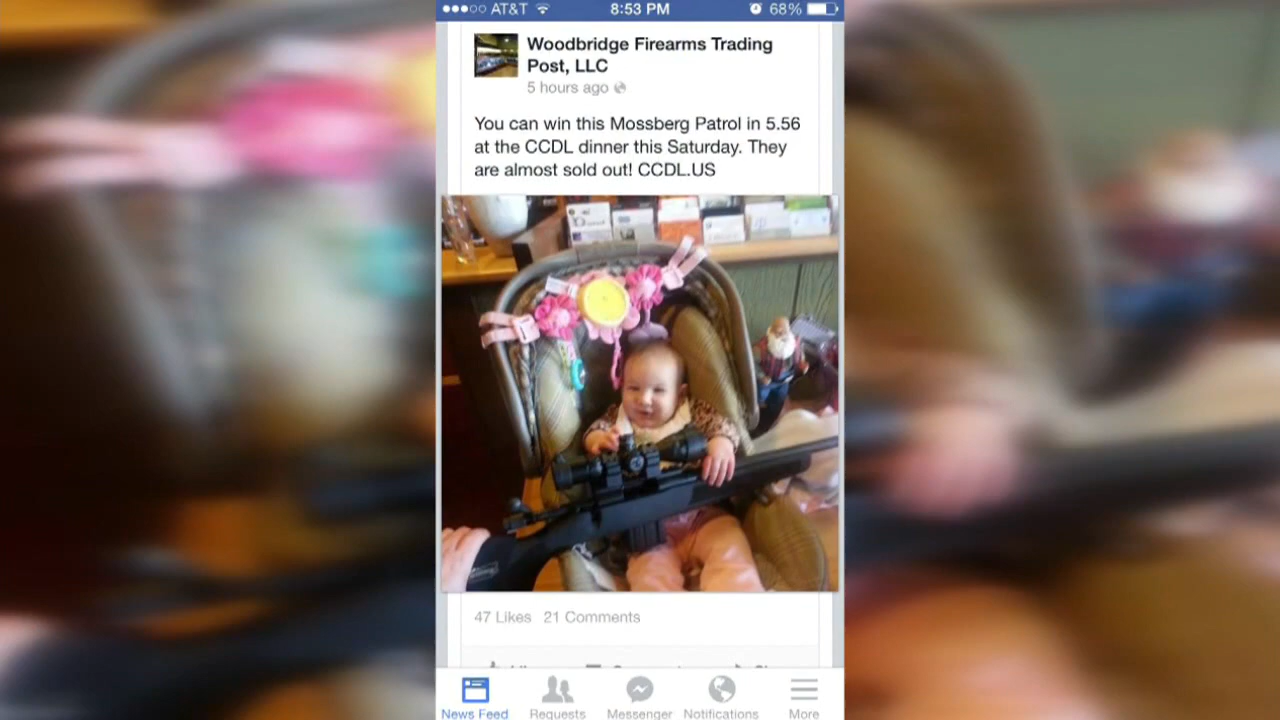 AT&T 8:53 PM 68%
Woodbridge Firearms Trading
Post, LLC
5 hours ago
You can win this Mossberg Patrol in 5.56
at the CCDL dinner this Saturday. They
are almost sold out! CCDL.US
47 Likes 21 Comments
News Feed Requests Messenger Notifications More